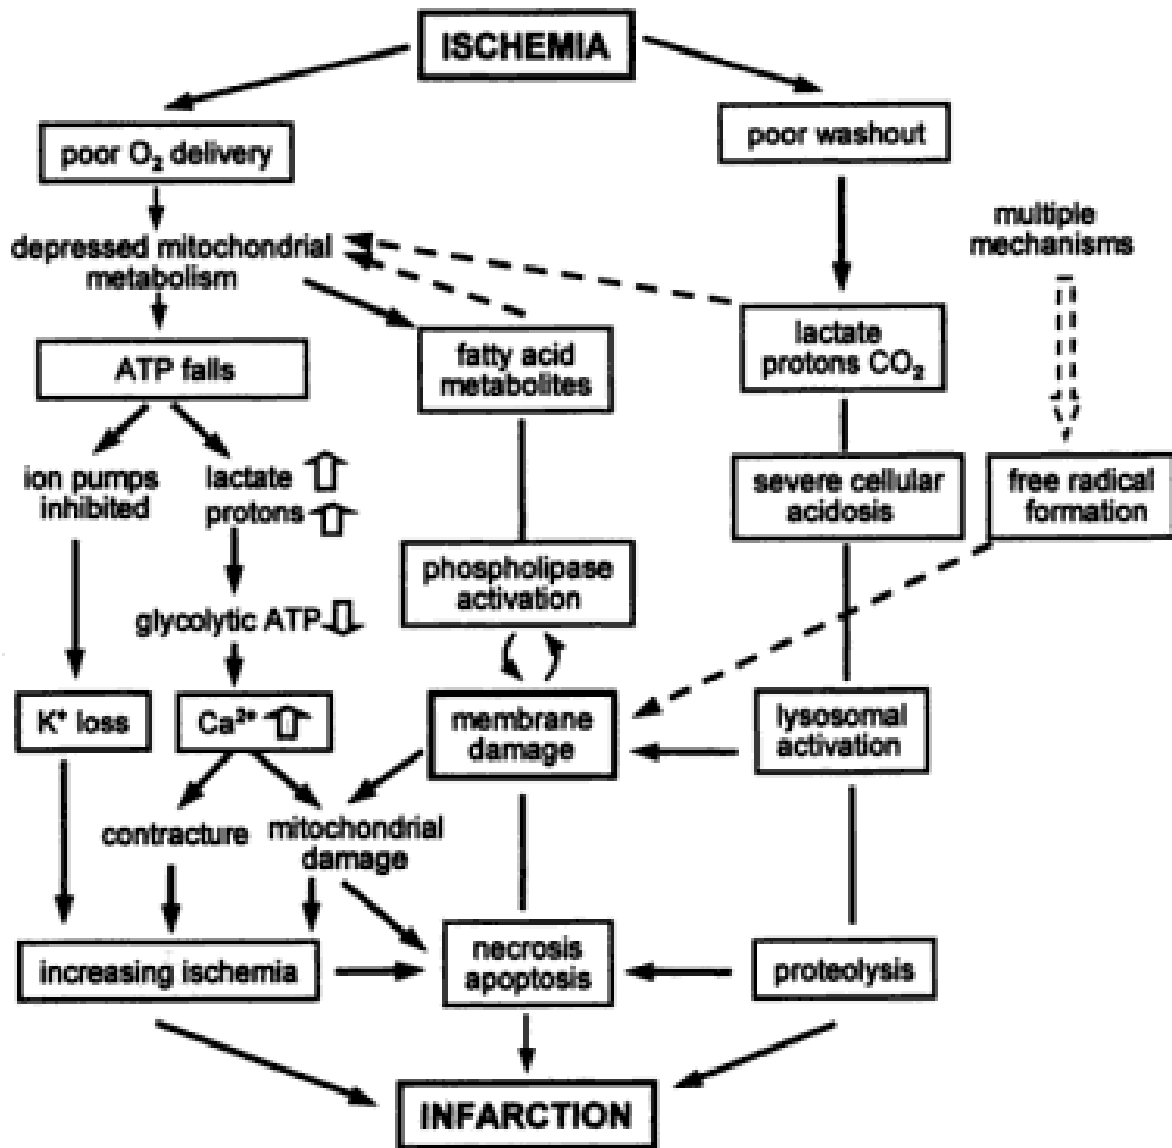 ISCHEMIA
poor O₂ delivery
poor washout
depressed mitochondrial
metabolism
multiple
mechanisms
ATP falls
fatty acid
metabolites
lactate
protons CO₂
ion pumps
inhibited
lactate
protons
severe cellular
acidosis
free radical
formation
phospholipase
activation
glycolytic ATP
K⁺ loss
Ca²⁺
membrane
damage
lysosomal
activation
contracture
mitochondrial
damage
increasing ischemia
necrosis
apoptosis
proteolysis
INFARCTION